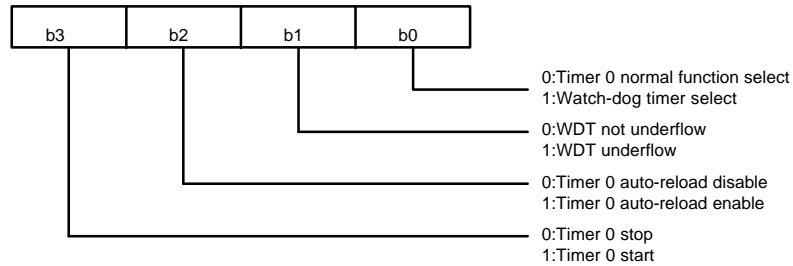 b3 b2 b1 b0
0:Timer 0 normal function select
1:Watch-dog timer select
0:WDT not underflow
1:WDT underflow
0:Timer 0 auto-reload disable
1:Timer 0 auto-reload enable
0:Timer 0 stop
1:Timer 0 start